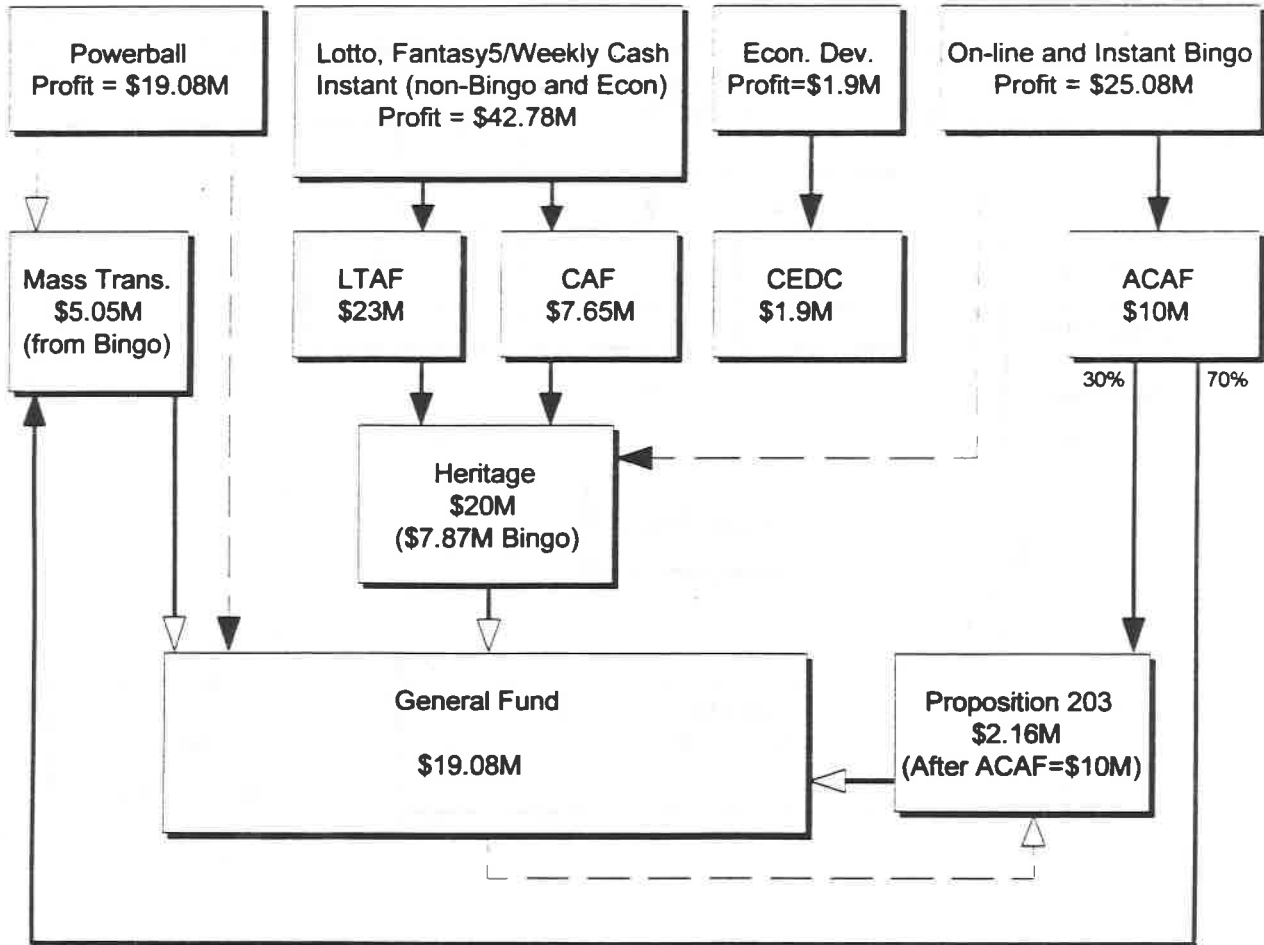 Powerball
Profit = $19.08M
Lotto, Fantasy5/Weekly Cash
Instant (non-Bingo and Econ)
Profit = $42.78M
Econ. Dev.
Profit=$1.9M
On-line and Instant Bingo
Profit = $25.08M
Mass Trans.
$5.05M
(from Bingo)
LTAF
$23M
CAF
$7.65M
CEDC
$1.9M
ACAF
$10M
30%
70%
Heritage
$20M
($7.87M Bingo)
General Fund
$19.08M
Proposition 203
$2.16M
(After ACAF=$10M)